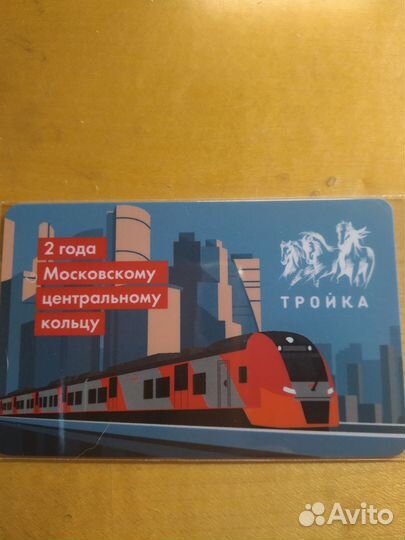 2 года
Московскому
центральному
кольцу
ТРОЙКА
Avito